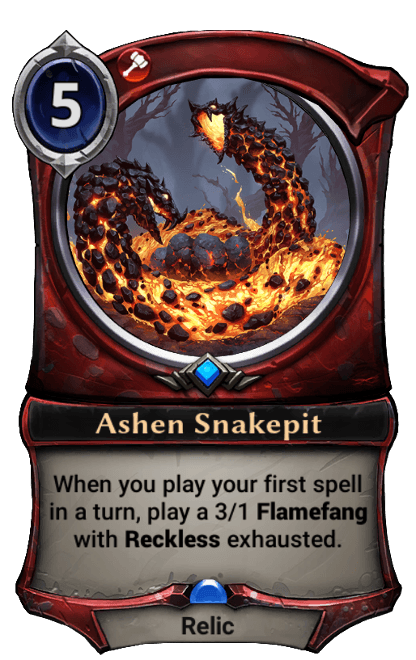 5
Ashen Snakepit
When you play your first spell
in a turn, play a 3/1 Flamefang
with Reckless exhausted.
Relic